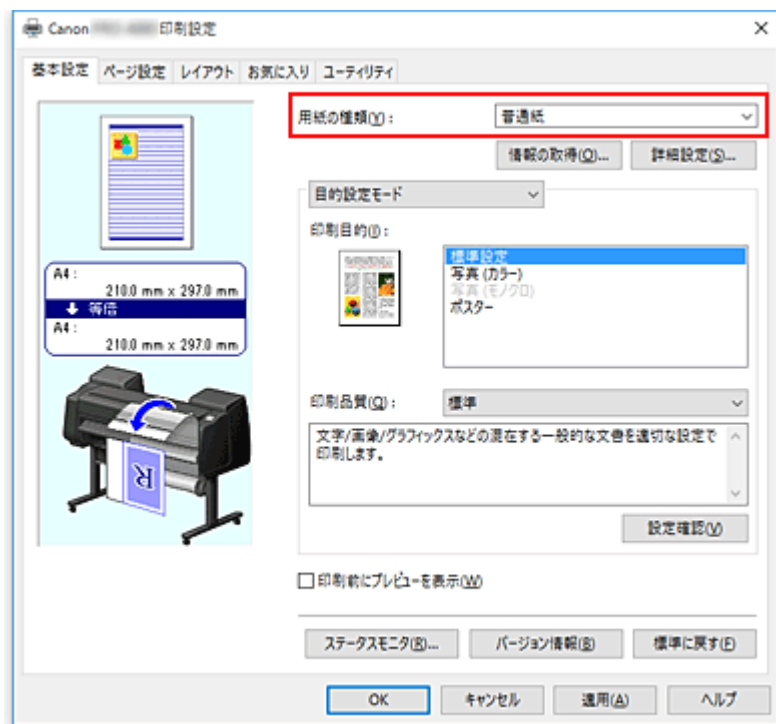 Canon 印刷設定
基本設定 ページ設定 レイアウト お気に入り ユーティリティ
用紙の種類(Y): 普通紙
情報の取得(O)... 詳細設定(S)...
目的設定モード
印刷目的(I):
標準設定
写真 (カラー)
写真 (モノクロ)
ポスター
A4 :
210.0 mm x 297.0 mm
等倍
A4 :
210.0 mm x 297.0 mm
R
印刷品質(Q): 標準
文字/画像/グラフィックスなどの混在する一般的な文書を適切な設定で
印刷します。
設定確認(V)
印刷前にプレビューを表示(W)
ステータスモニタ(R)... バージョン情報(B) 標準に戻す(F)
OK キャンセル 適用(A) ヘルプ